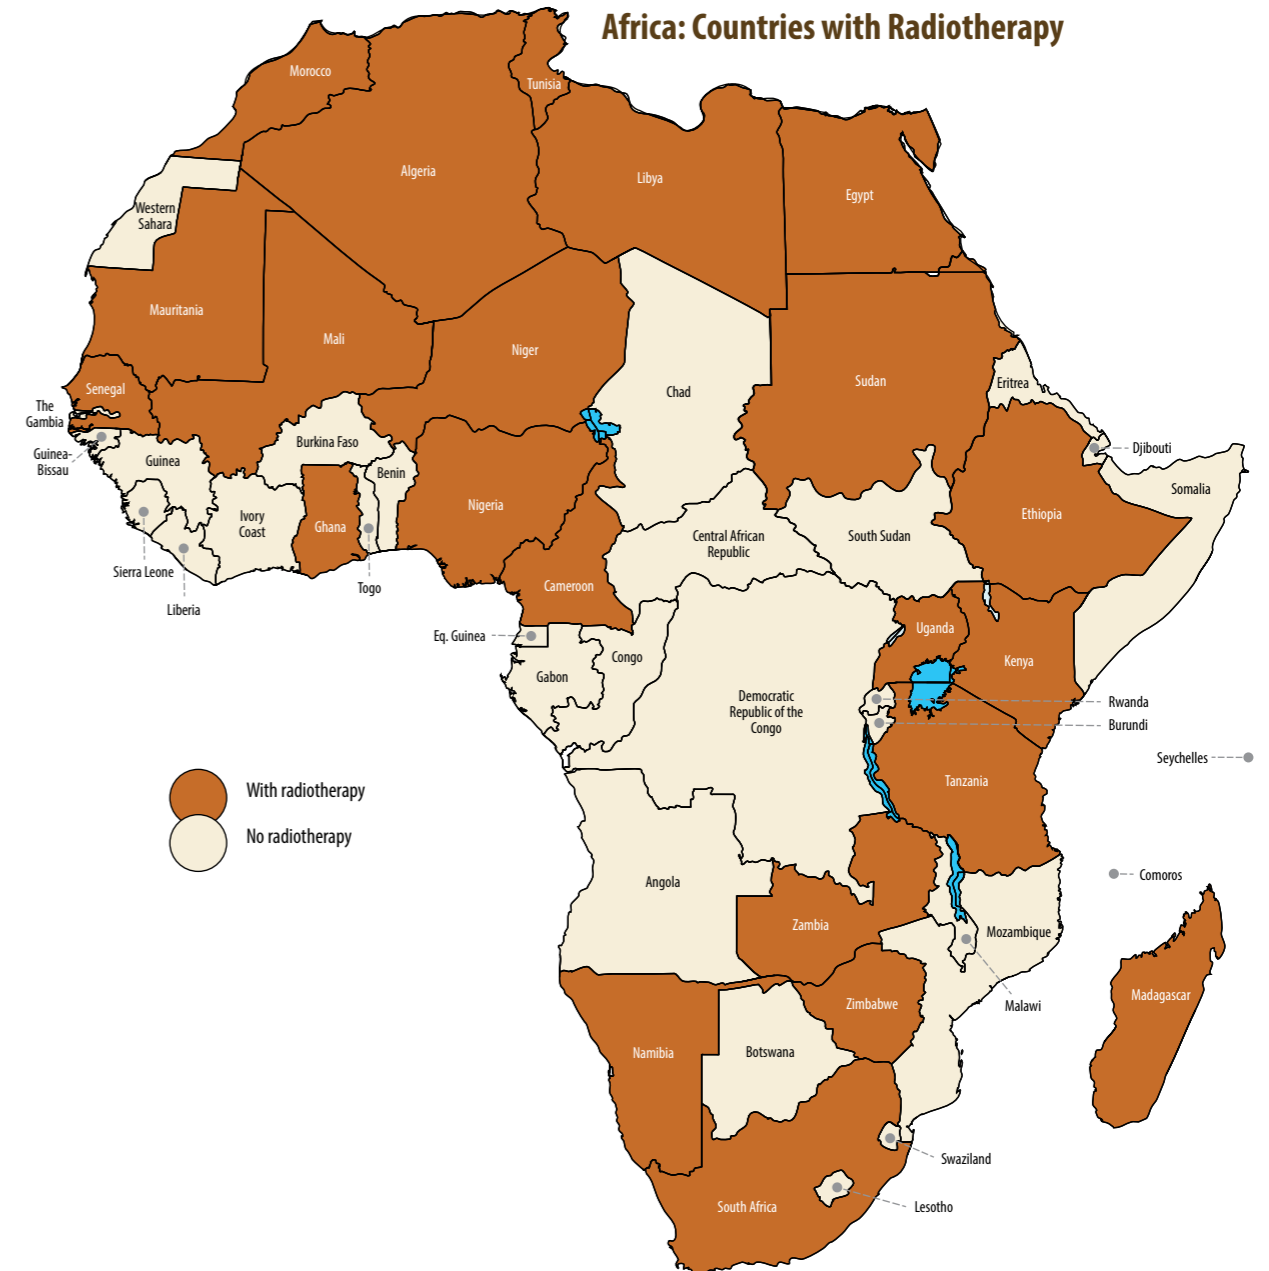 Africa: Countries with Radiotherapy
Morocco
Tunisia
Algeria
Libya
Egypt
Western
Sahara
Mauritania
Mali
Niger
Chad
Sudan
Eritrea
Senegal
The
Gambia
Guinea-
Bissau
Guinea
Burkina Faso
Benin
Djibouti
Somalia
Ivory
Coast
Ghana
Nigeria
Ethiopia
Central African
Republic
South Sudan
Sierra Leone
Liberia
Togo
Cameroon
Eq. Guinea
Gabon
Congo
Uganda
Kenya
Democratic
Republic of the
Congo
Rwanda
Burundi
Seychelles
Tanzania
With radiotherapy
No radiotherapy
Angola
Comoros
Zambia
Mozambique
Malawi
Madagascar
Zimbabwe
Namibia
Botswana
Swaziland
South Africa
Lesotho